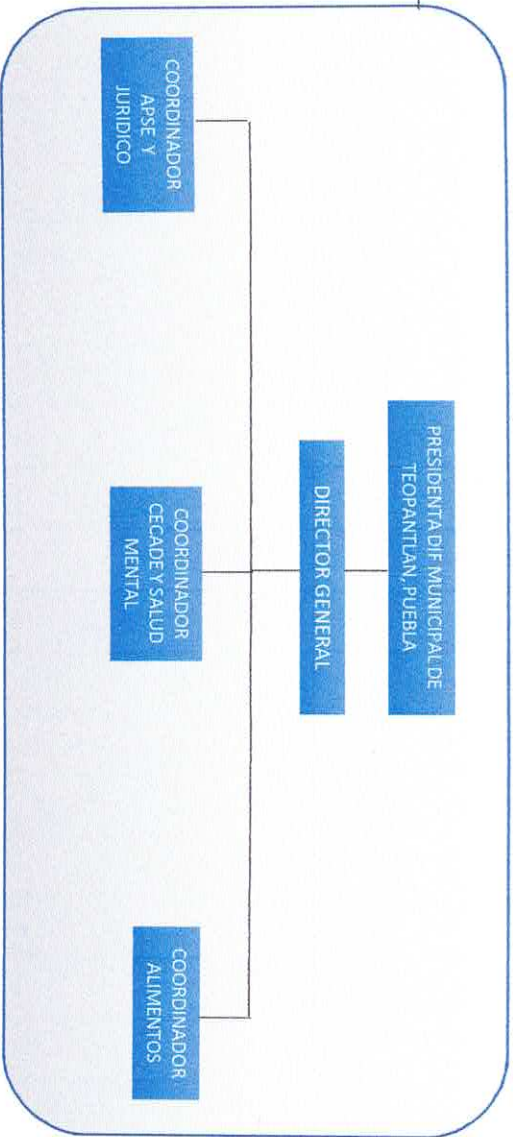 PRESIDENTA DIF MUNICIPAL DE
TEOPANTLAN, PUEBLA
DIRECTOR GENERAL
COORDINADOR
APSE Y
JURIDICO
COORDINADOR
CECADE Y SALUD
MENTAL
COORDINADOR
ALIMENTOS